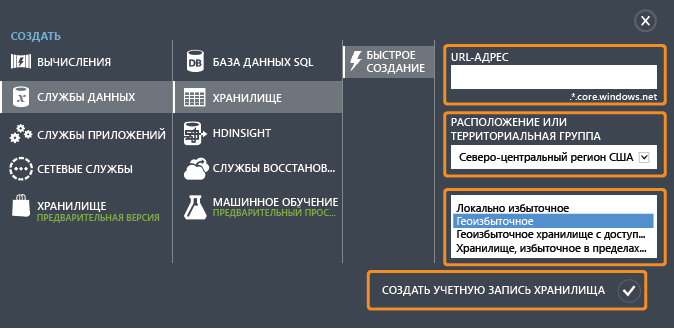 СОЗДАТЬ
ВЫЧИСЛЕНИЯ
СЛУЖБЫ ДАННЫХ
СЛУЖБЫ ПРИЛОЖЕНИЙ
СЕТЕВЫЕ СЛУЖБЫ
ХРАНИЛИЩЕ
ПРЕДВАРИТЕЛЬНАЯ ВЕРСИЯ
DB
БАЗА ДАННЫХ SQL
ХРАНИЛИЩЕ
HDINSIGHT
СЛУЖБЫ ВОССТАНОВ...
МАШИННОЕ ОБУЧЕНИЕ
ПРЕДВАРИТЕЛЬНЫЙ ПРОС...
БЫСТРОЕ
СОЗДАНИЕ
URL-АДРЕС
.*.core.windows.net
РАСПОЛОЖЕНИЕ ИЛИ
ТЕРРИТОРИАЛЬНАЯ ГРУППА
Северо-центральный регион США
Локально избыточное
Геоизбыточное
Геоизбыточное хранилище с доступ...
Хранилище, избыточное в пределах...
СОЗДАТЬ УЧЕТНУЮ ЗАПИСЬ ХРАНИЛИЩА